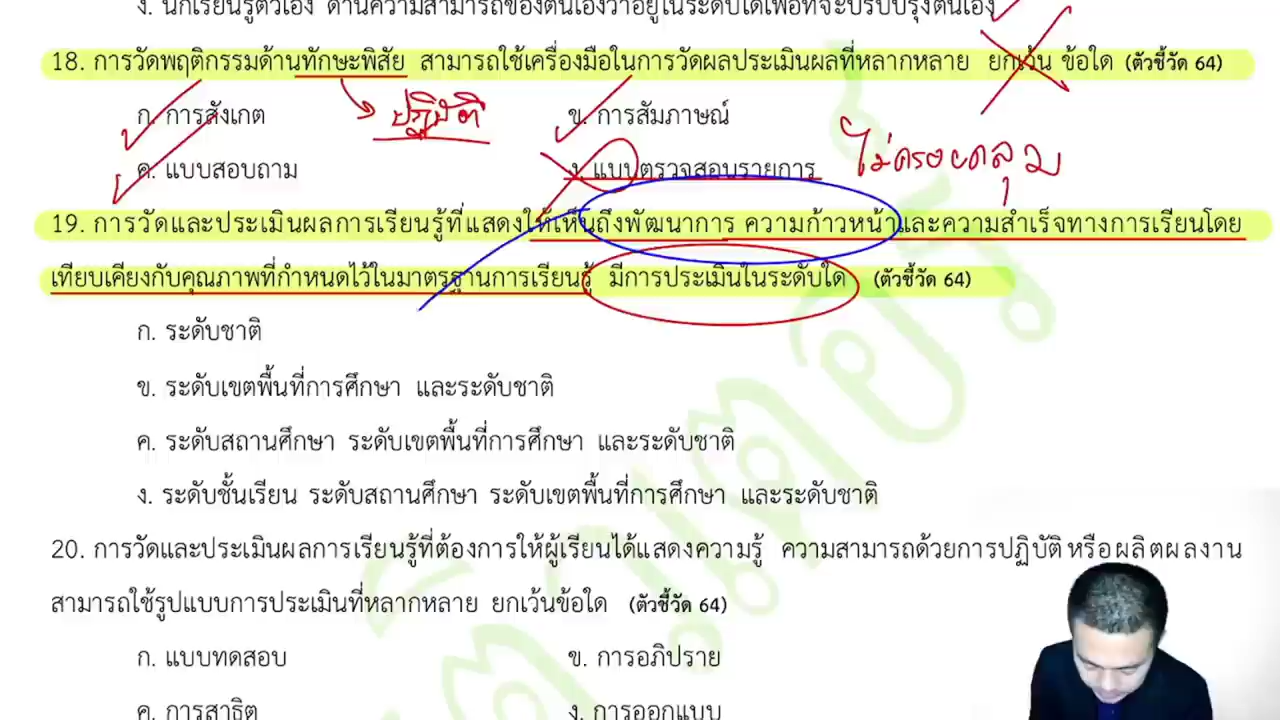 ง. นักเรียนรู้ตัวเอง ด้านความสามารถของตนเองว่าอยู่ในระดับใดเพื่อที่จะปรับปรุงตนเอง
18. การวัดพฤติกรรมด้านทักษะพิสัย สามารถใช้เครื่องมือในการวัดผลประเมินผลที่หลากหลาย ยกเว้น ข้อใด (ตัวชี้วัด 64)
ก. การสังเกต ข. การสัมภาษณ์
ปฏิบัติ
ไม่ครอบคลุม
ค. แบบสอบถาม ง. แบบตรวจสอบรายการ
19. การวัดและประเมินผลการเรียนรู้ที่แสดงให้เห็นถึงพัฒนาการ ความก้าวหน้าและความสำเร็จทางการเรียนโดย
เทียบเคียงกับคุณภาพที่กำหนดไว้ในมาตรฐานการเรียนรู้ มีการประเมินในระดับใด (ตัวชี้วัด 64)
ก. ระดับชาติ
ข. ระดับเขตพื้นที่การศึกษา และระดับชาติ
ค. ระดับสถานศึกษา ระดับเขตพื้นที่การศึกษา และระดับชาติ
ง. ระดับชั้นเรียน ระดับสถานศึกษา ระดับเขตพื้นที่การศึกษา และระดับชาติ
20. การวัดและประเมินผลการเรียนรู้ที่ต้องการให้ผู้เรียนได้แสดงความรู้ ความสามารถด้วยการปฏิบัติ หรือผลิตผลงาน
สามารถใช้รูปแบบการประเมินที่หลากหลาย ยกเว้นข้อใด (ตัวชี้วัด 64)
ก. แบบทดสอบ ข. การอภิปราย
ค. การสาธิต ง. การออกแบบ